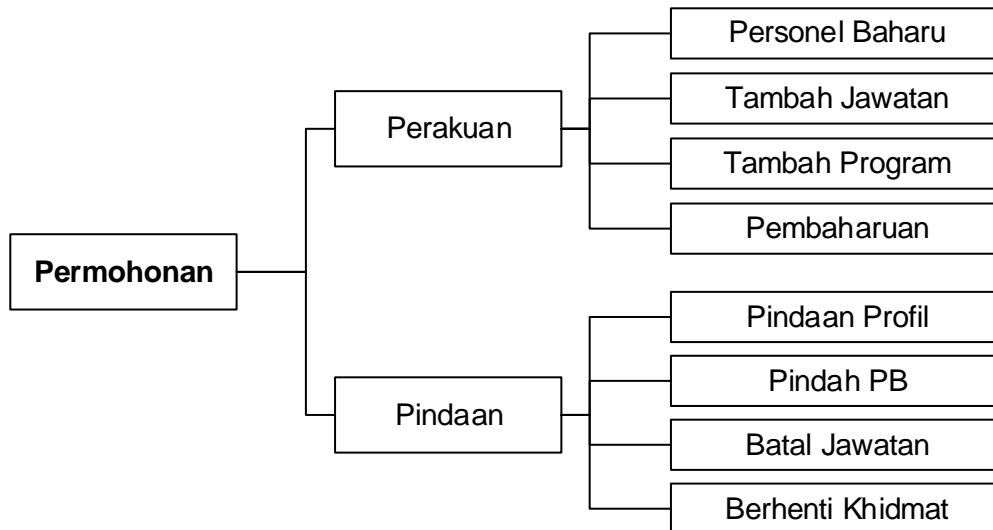 Permohonan
Perakuan
Personel Baharu
Tambah Jawatan
Tambah Program
Pembaharuan
Pindaan
Pindaan Profil
Pindah PB
Batal Jawatan
Berhenti Khidmat